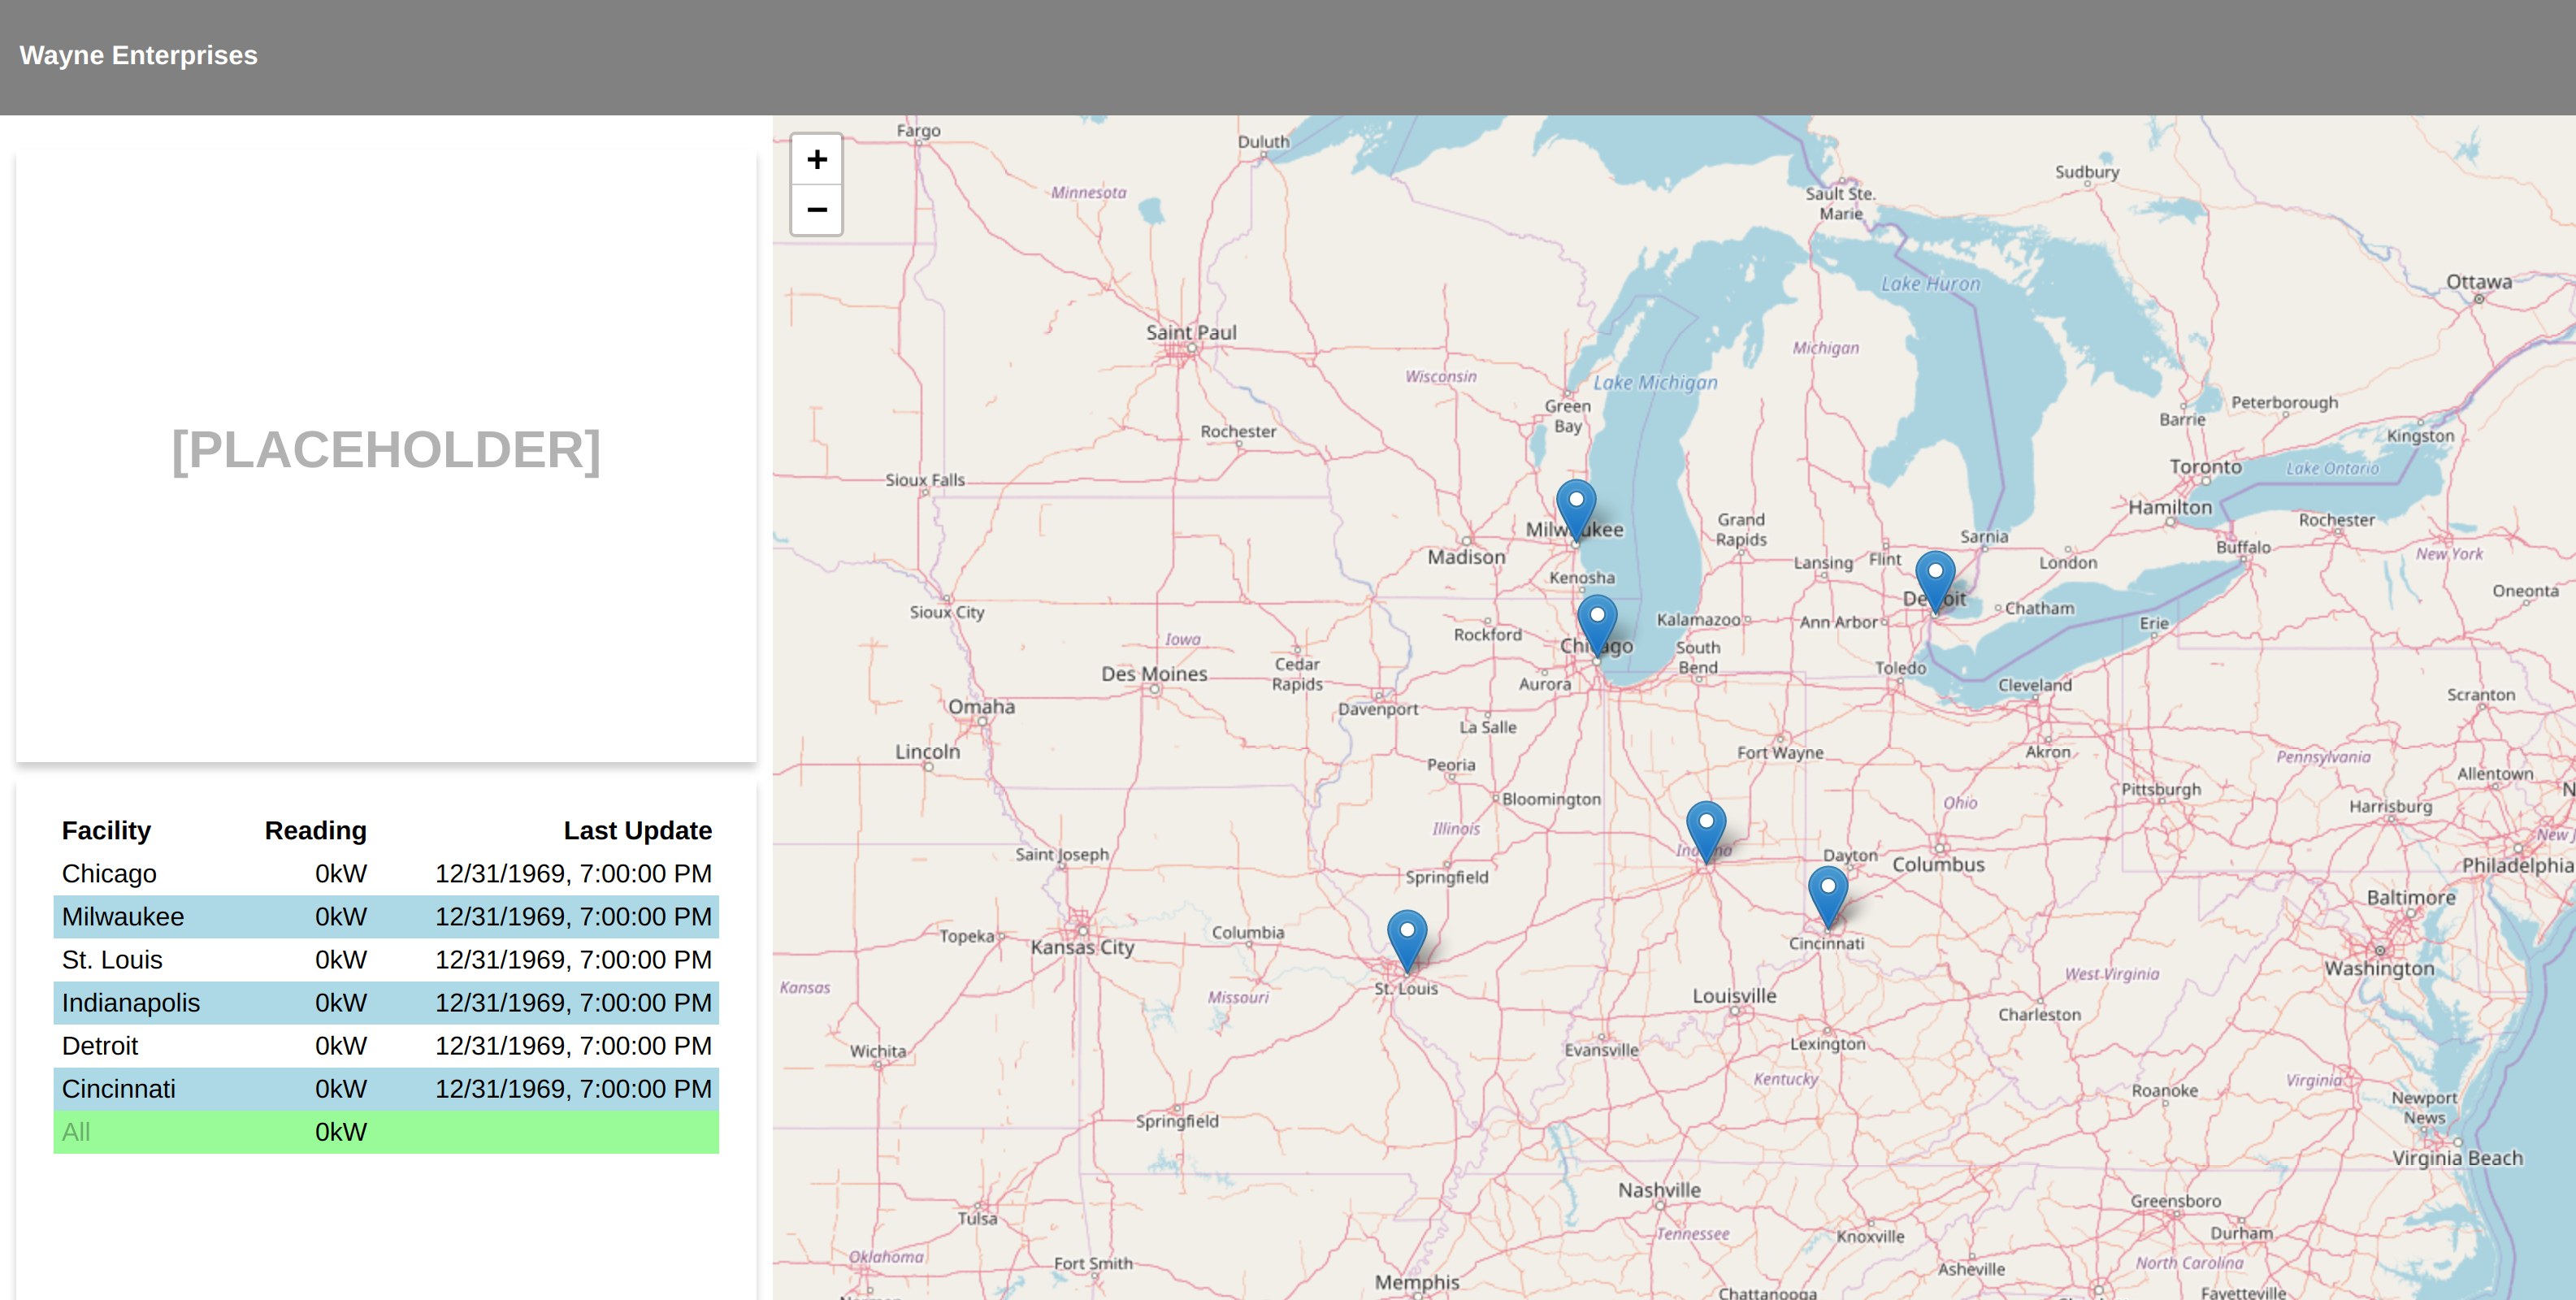 Wayne Enterprises
[PLACEHOLDER]
Facility Reading Last Update
Chicago 0kW 12/31/1969, 7:00:00 PM
Milwaukee 0kW 12/31/1969, 7:00:00 PM
St. Louis 0kW 12/31/1969, 7:00:00 PM
Indianapolis 0kW 12/31/1969, 7:00:00 PM
Detroit 0kW 12/31/1969, 7:00:00 PM
Cincinnati 0kW 12/31/1969, 7:00:00 PM
All 0kW
+
−
Fargo
Duluth
Minnesota
Sault Ste.
Marie
Sudbury
Lake Huron
Ottawa
Saint Paul
Michigan
Wisconsin
Lake Michigan
Green
Bay
Barrie
Peterborough
Kingston
Rochester
Toronto
Lake Ontario
Sioux Falls
Hamilton
Rochester
Grand
Rapids
Milwaukee
Madison
Sarnia
Buffalo
New York
Lansing
Flint
London
Kenosha
Oneonta
Sioux City
Detroit
Chatham
Kalamazoo
Ann Arbor
Erie
Iowa
Rockford
Chicago
South
Bend
Toledo
Des Moines
Cedar
Rapids
Aurora
Cleveland
Scranton
Omaha
Davenport
La Salle
Lincoln
Fort Wayne
Akron
Pennsylvania
Peoria
Allentown
Bloomington
Pittsburgh
Harrisburg
Ohio
Illinois
New J
Indiana
Saint Joseph
Dayton
Columbus
Philadelphia
Springfield
Baltimore
Topeka
Kansas City
Columbia
Cincinnati
Washington
West Virginia
Kansas
Missouri
St. Louis
Louisville
Charleston
Wichita
Evansville
Lexington
Kentucky
Roanoke
Virginia
Newport
News
Springfield
Virginia Beach
Nashville
Greensboro
Tulsa
Tennessee
Knoxville
Durham
Oklahoma
Fort Smith
Asheville
North Carolina
Memphis
Chattanooga
Fayetteville